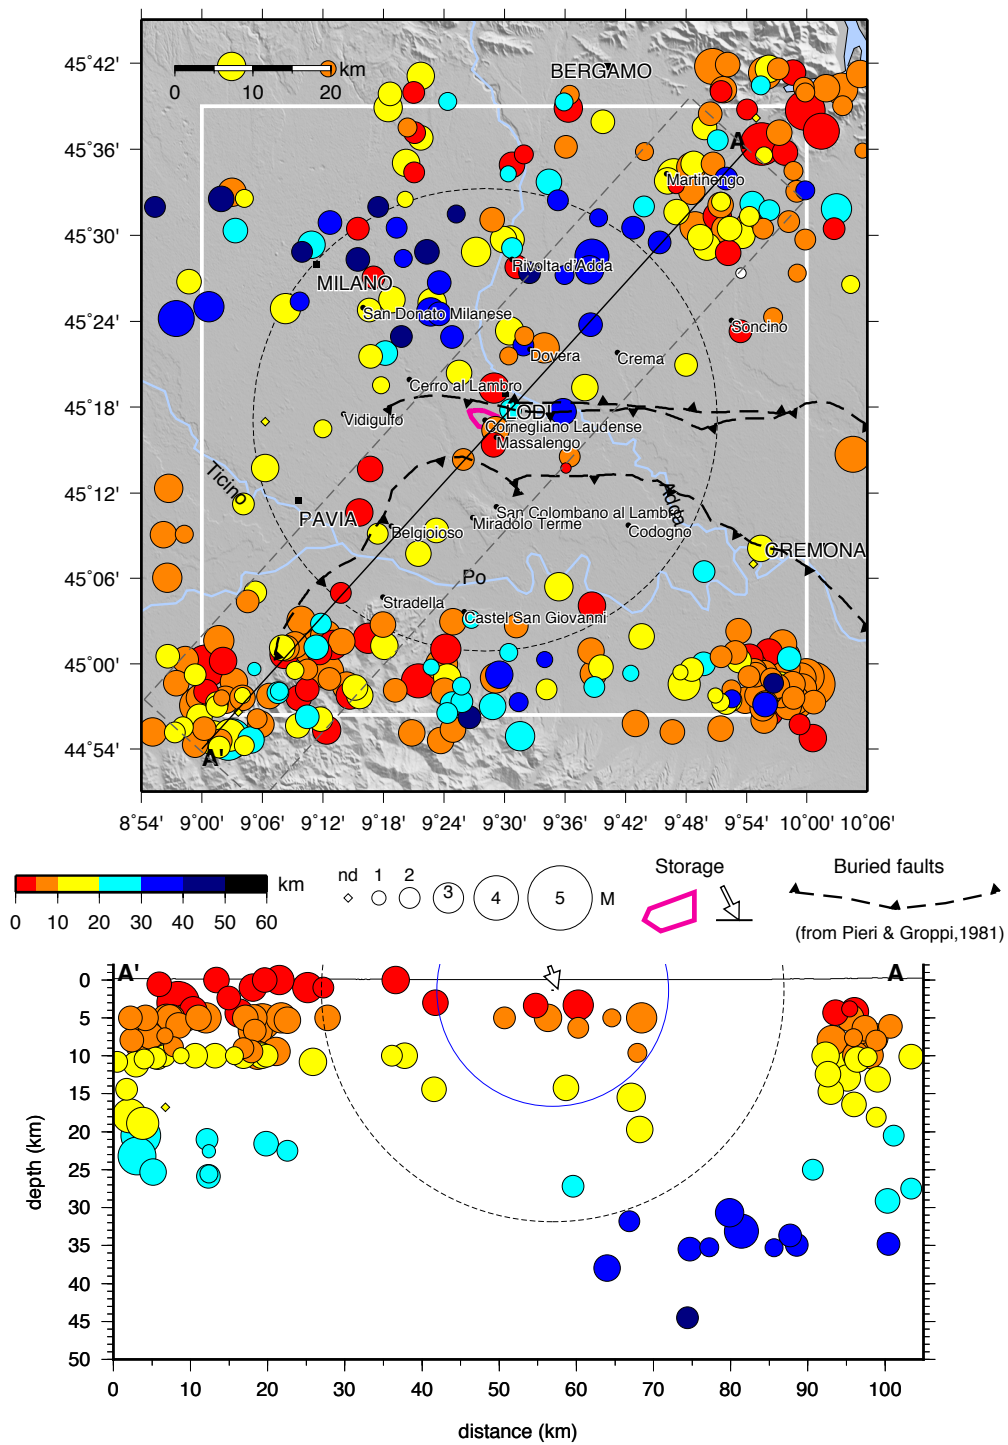 45°42'
45°36'
45°30'
45°24'
45°18'
45°12'
45°06'
45°00'
44°54'
km
0 10 20
BERGAMO
A
Martinengo
Rivolta d'Adda
MILANO
San Donato Milanese
Soncino
Dovera
Crema
Cerro al Lambro
LODI
Vidigulfo
Cornegliano Laudense
Massalengo
Ticino
Adda
San Colombano al Lambro
PAVIA
Miradolo Terme
Belgioioso
Codogno
CREMONA
Po
Stradella
Castel San Giovanni
A'
8°54' 9°00' 9°06' 9°12' 9°18' 9°24' 9°30' 9°36' 9°42' 9°48' 9°54' 10°00' 10°06'
km
0 10 20 30 40 50 60
nd 1 2 3 4 5 M
Storage
Buried faults
(from Pieri & Groppi,1981)
A' A
0
5
10
15
20
25
30
35
40
45
50
depth (km)
0 10 20 30 40 50 60 70 80 90 100
distance (km)